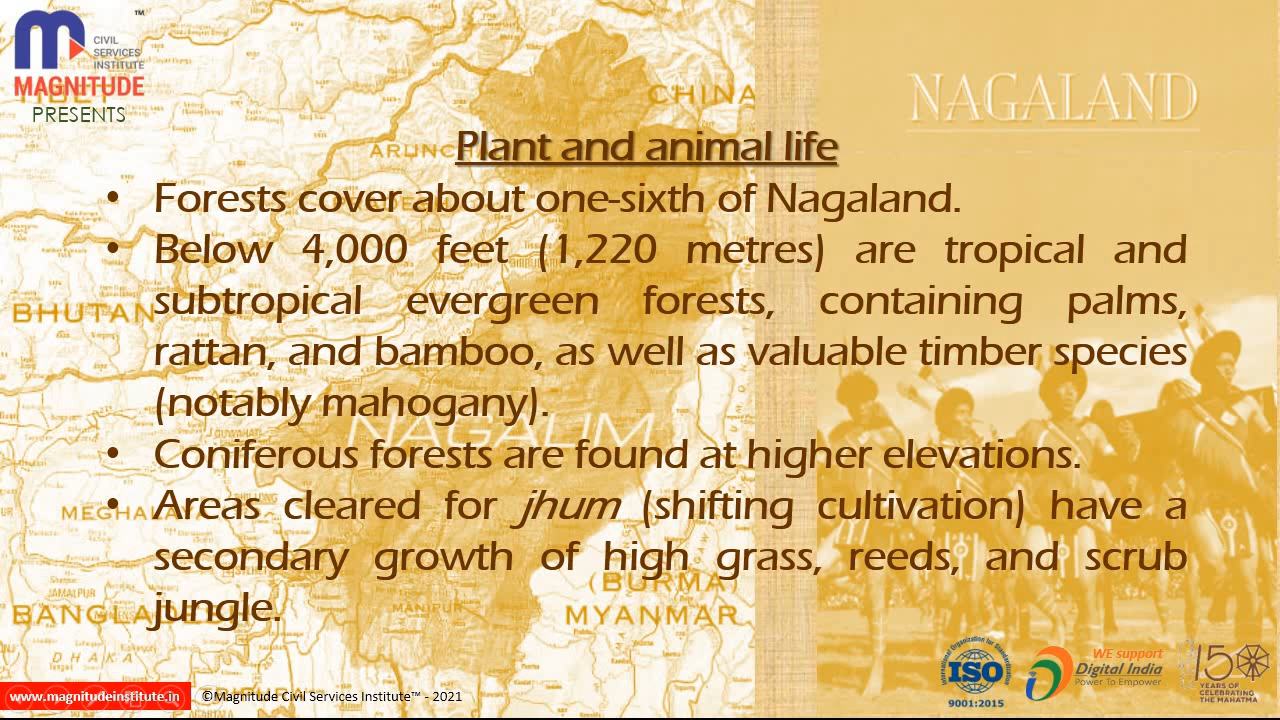 ™
CIVIL
SERVICES
INSTITUTE
MAGNITUDE
PRESENTS
NAGALAND
CHINA
Plant and animal life
• Forests cover about one-sixth of Nagaland.
• Below 4,000 feet (1,220 metres) are tropical and
subtropical evergreen forests, containing palms,
rattan, and bamboo, as well as valuable timber species
(notably mahogany).
• Coniferous forests are found at higher elevations.
• Areas cleared for jhum (shifting cultivation) have a
secondary growth of high grass, reeds, and scrub
jungle.
BHUTAN
NAGALIM
(BURMA)
MYANMAR
MANIPUR
DHAKA
www.magnitudeinstitute.in
©Magnitude Civil Services Institute™ - 2021
International Organization for Standardization
ISO
9001:2015
WE support
Digital India
Power To Empower
150
YEARS OF
CELEBRATING
THE MAHATMA